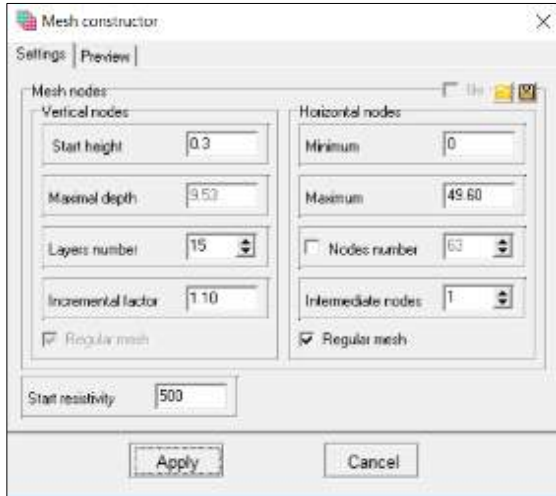 Mesh constructor
Settings Preview
Mesh nodes
Vertical nodes
Start height 0.3
Maximal depth 9.53
Layers number 15
Incremental factor 1.10
Regular mesh
Horizontal nodes
Minimum 0
Maximum 49.60
Nodes number 63
Intermediate nodes 1
Regular mesh
Start resistivity 500
Apply Cancel